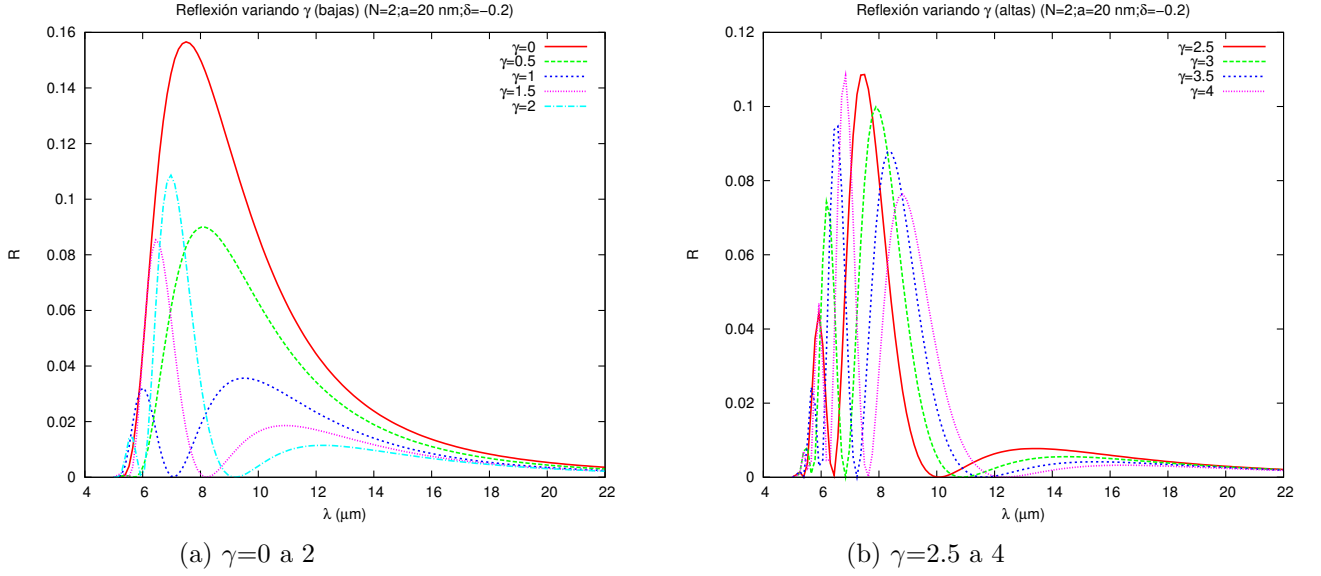 Reflexión variando γ (bajas) (N=2;a=20 nm;δ=−0.2)
0.16
0.14
0.12
0.1
0.08
0.06
0.04
0.02
0
R
γ=0
γ=0.5
γ=1
γ=1.5
γ=2
4 6 8 10 12 14 16 18 20 22
λ (μm)
(a) γ=0 a 2
Reflexión variando γ (altas) (N=2;a=20 nm;δ=−0.2)
0.12
0.1
0.08
0.06
0.04
0.02
0
R
γ=2.5
γ=3
γ=3.5
γ=4
4 6 8 10 12 14 16 18 20 22
λ (μm)
(b) γ=2.5 a 4